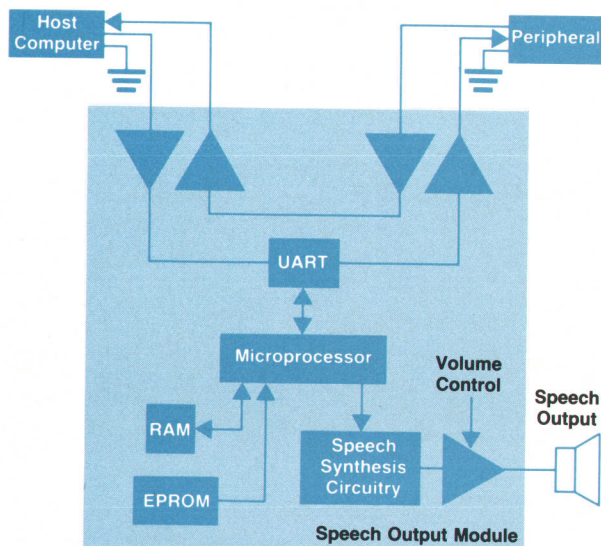 Host
Computer
Peripheral
UART
Microprocessor
Volume
Control
Speech
Output
RAM
Speech
Synthesis
Circuitry
EPROM
Speech Output Module